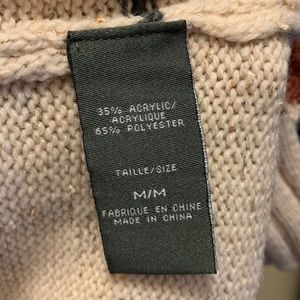 35% ACRYLIC/
ACRYLIQUE
65% POLYESTER
TAILLE/SIZE
M/M
FABRIQUE EN CHINE
MADE IN CHINA